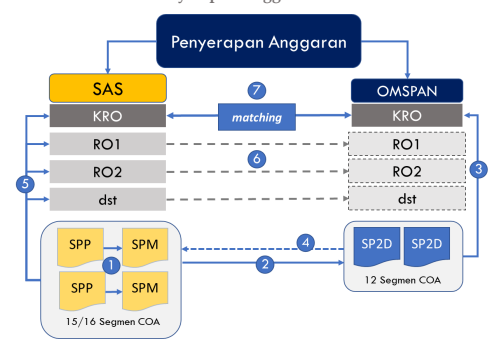 Penyerapan Anggaran
SAS
7
OMSPAN
KRO
matching
KRO
RO1
RO1
6
RO2
RO2
5
3
dst
dst
4
SPP
SPM
SP2D
SP2D
1
2
SPP
SPM
12 Segmen COA
15/16 Segmen COA